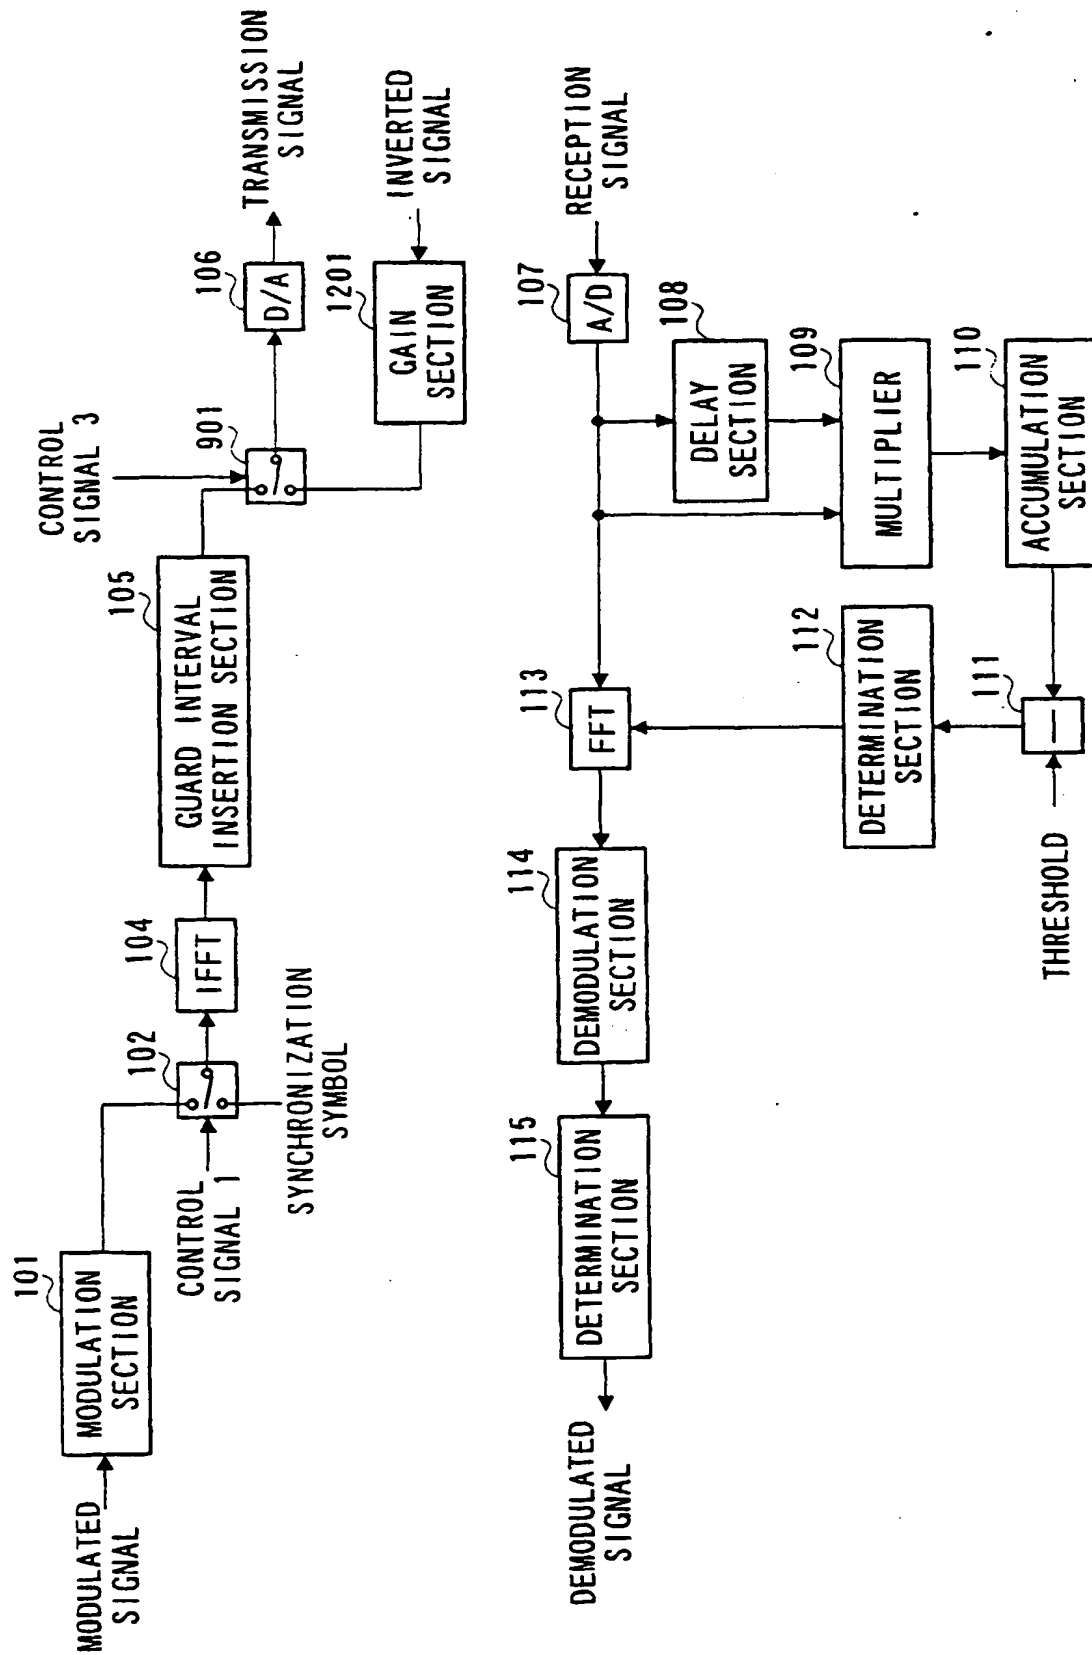 MODULATED
SIGNAL
101
MODULATION
SECTION
CONTROL
SIGNAL 1
102
SYNCHRONIZATION
SYMBOL
104
IFFT
105
GUARD INTERVAL
INSERTION SECTION
CONTROL
SIGNAL 3
901
106
D/A
TRANSMISSION
SIGNAL
1201
GAIN
SECTION
INVERTED
SIGNAL
DEMODULATED
SIGNAL
115
DETERMINATION
SECTION
114
DEMODULATION
SECTION
113
FFT
107
A/D
RECEPTION
SIGNAL
108
DELAY
SECTION
109
MULTIPLIER
110
ACCUMULATION
SECTION
112
DETERMINATION
SECTION
111
THRESHOLD